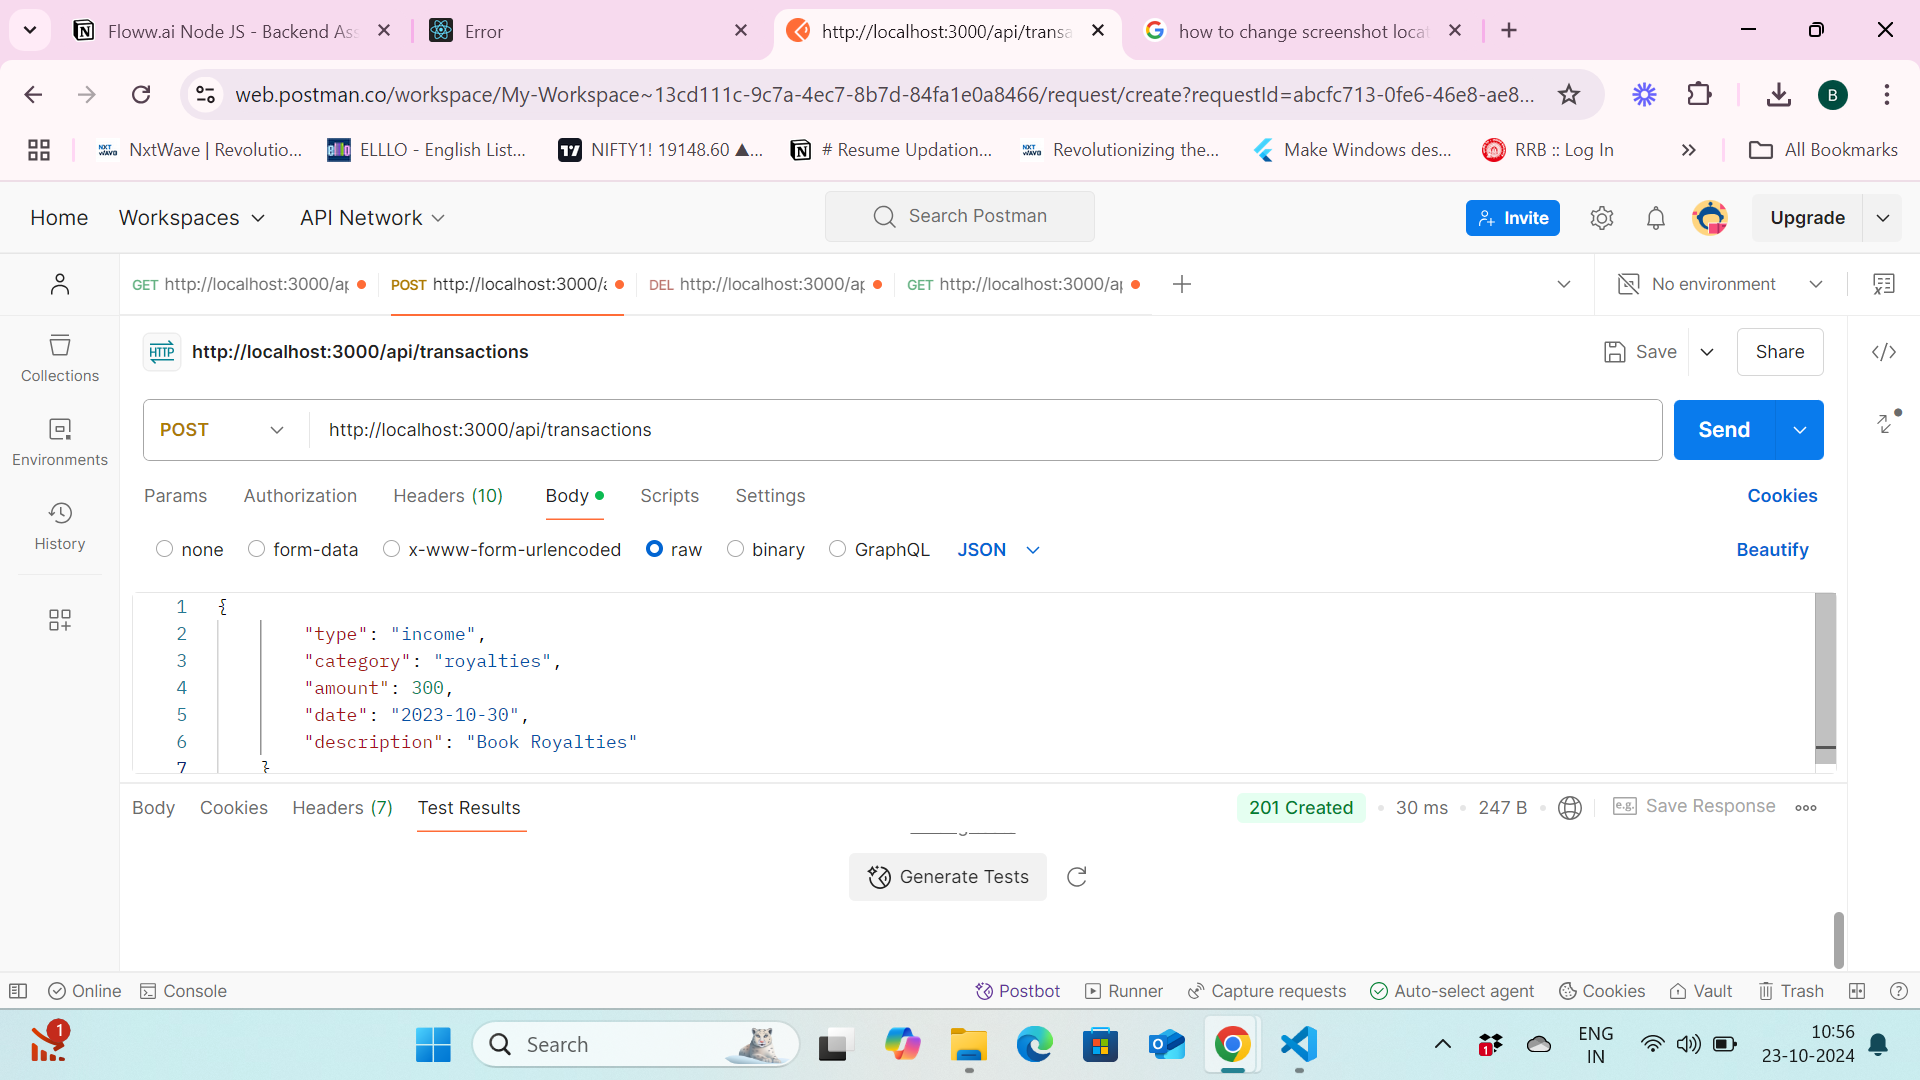 Floww.ai Node JS - Backend Ass
Error
http://localhost:3000/api/transa
how to change screenshot locat
web.postman.co/workspace/My-Workspace~13cd111c-9c7a-4ec7-8b7d-84fa1e0a8466/request/create?requestId=abcfc713-0fe6-46e8-ae8...
B
NxtWave | Revolutio...
ELLLO - English List...
NIFTY1! 19148.60 ▲...
# Resume Updation...
Revolutionizing the...
Make Windows des...
RRB :: Log In
All Bookmarks
Home
Workspaces
API Network
Search Postman
Invite
Upgrade
GET http://localhost:3000/ap
POST http://localhost:3000/a
DEL http://localhost:3000/ap
GET http://localhost:3000/ap
No environment
Collections
Environments
History
HTTP http://localhost:3000/api/transactions
Save
Share
POST
http://localhost:3000/api/transactions
Send
Params
Authorization
Headers (10)
Body
Scripts
Settings
Cookies
none
form-data
x-www-form-urlencoded
raw
binary
GraphQL
JSON
Beautify
1 {
2 "type": "income",
3 "category": "royalties",
4 "amount": 300,
5 "date": "2023-10-30",
6 "description": "Book Royalties"
7 }
Body
Cookies
Headers (7)
Test Results
201 Created
30 ms
247 B
e.g. Save Response
Generate Tests
Online
Console
Postbot
Runner
Capture requests
Auto-select agent
Cookies
Vault
Trash
1
Search
1
ENG
IN
10:56
23-10-2024